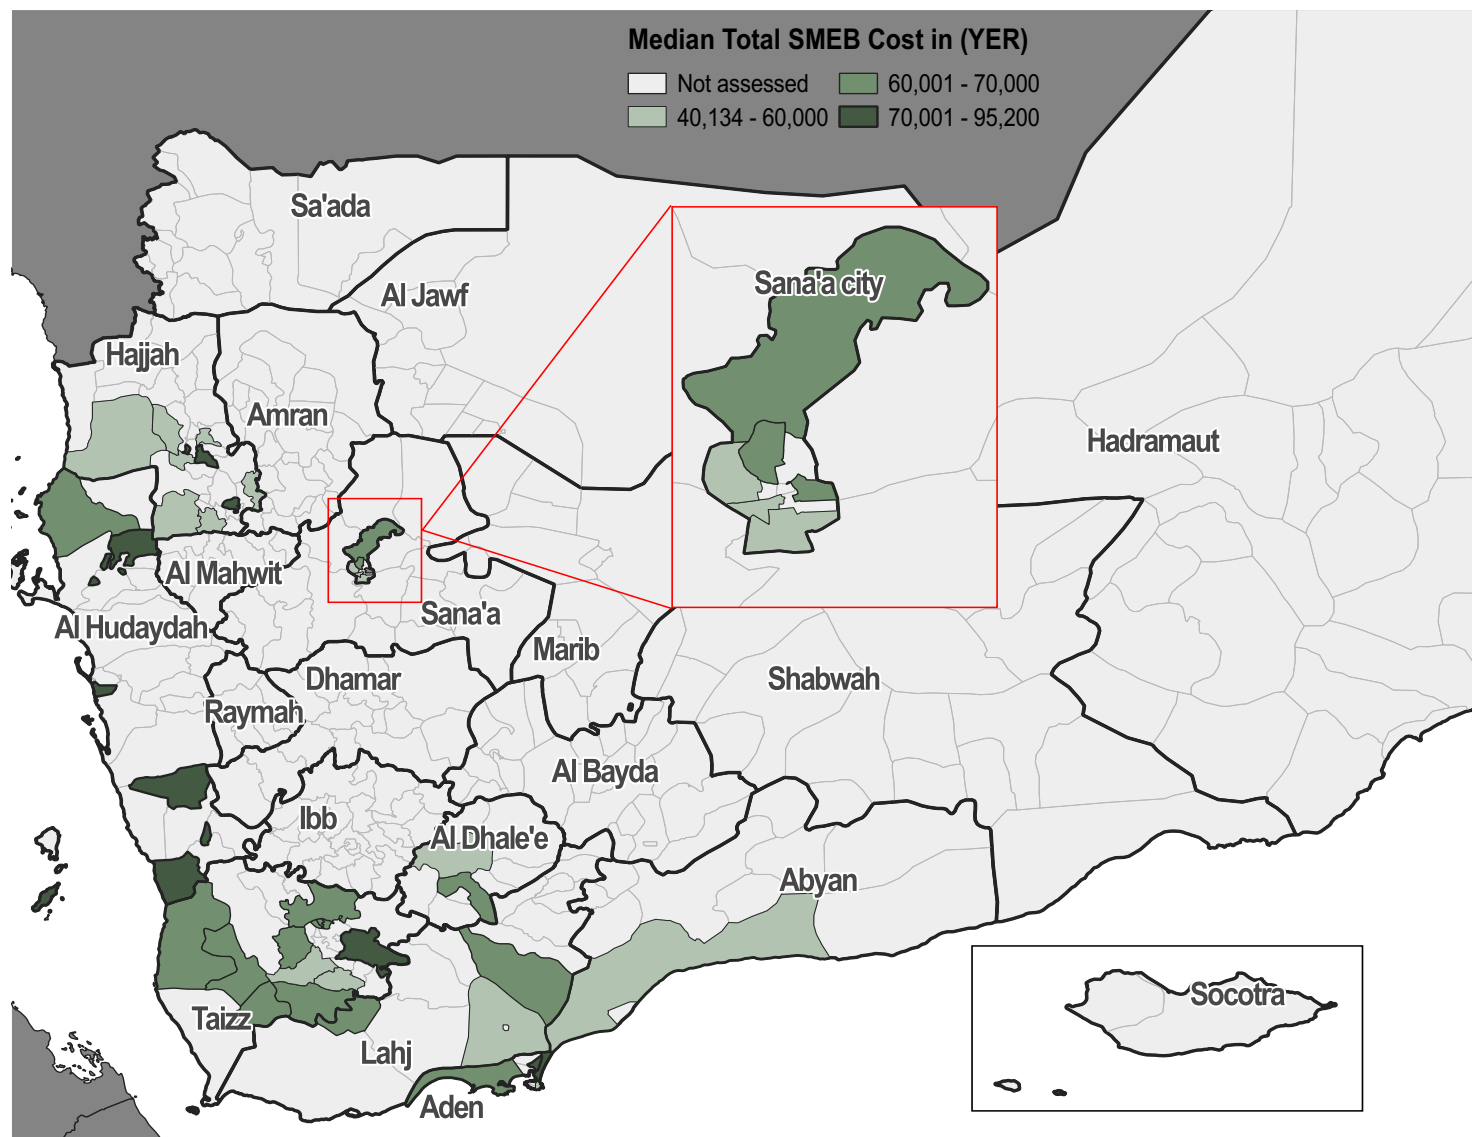 Median Total SMEB Cost in (YER)
Not assessed
60,001 - 70,000
40,134 - 60,000
70,001 - 95,200
Sa'ada
Al Jawf
Sana'a city
Hajjah
Amran
Hadramaut
Al Mahwit
Sana'a
Al Hudaydah
Marib
Dhamar
Shabwah
Raymah
Al Bayda
Ibb
Al Dhale'e
Abyan
Socotra
Taizz
Lahj
Aden